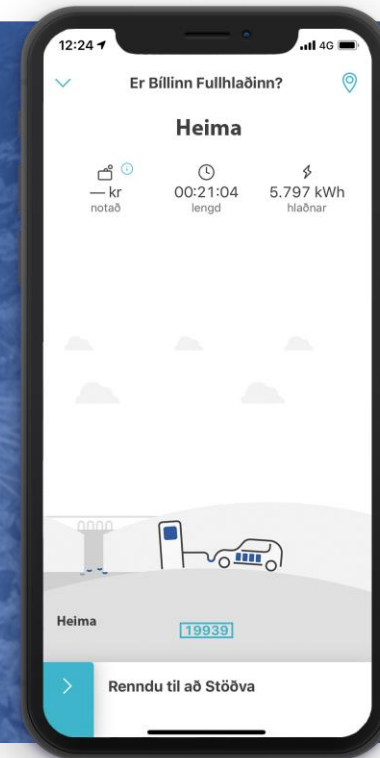 12:24 4G
Er Bíllinn Fullhlaðinn?
Heima
— kr 00:21:04 5.797 kWh
notað lengd hlaðnar
Heima
19939
Renndu til að Stöðva